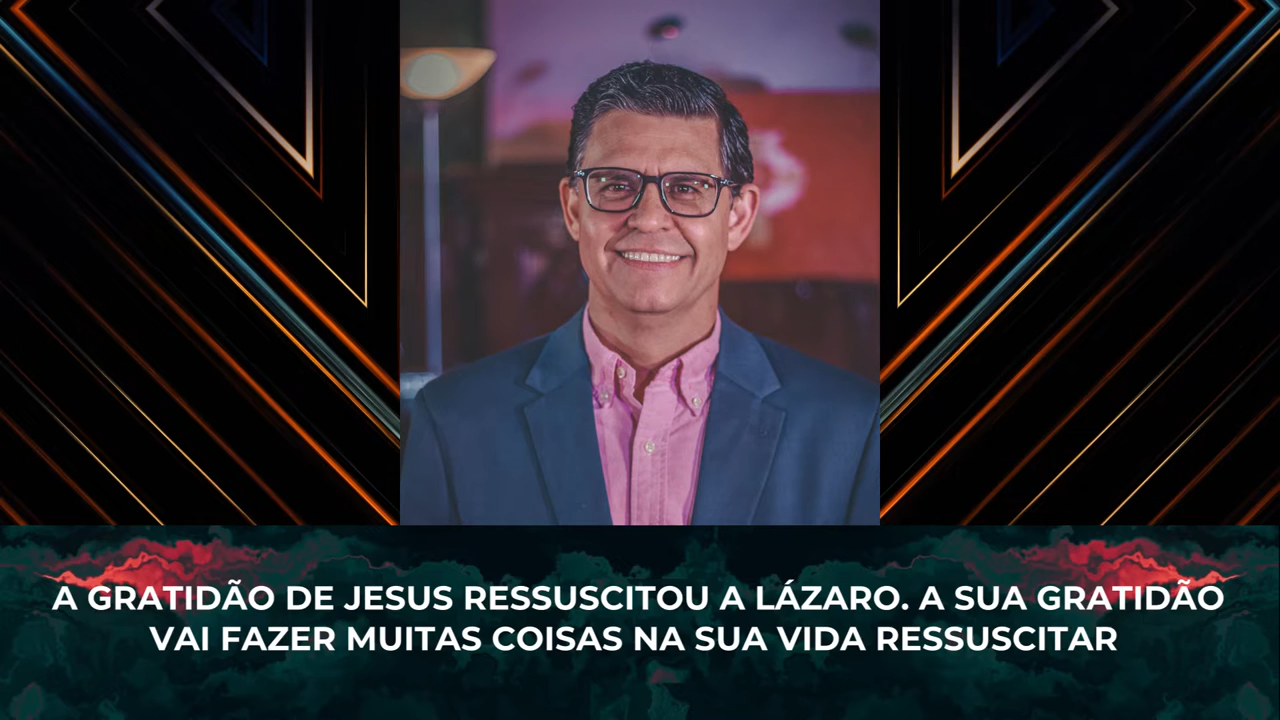 A GRATIDÃO DE JESUS RESSUSCITOU A LÁZARO. A SUA GRATIDÃO
VAI FAZER MUITAS COISAS NA SUA VIDA RESSUSCITAR